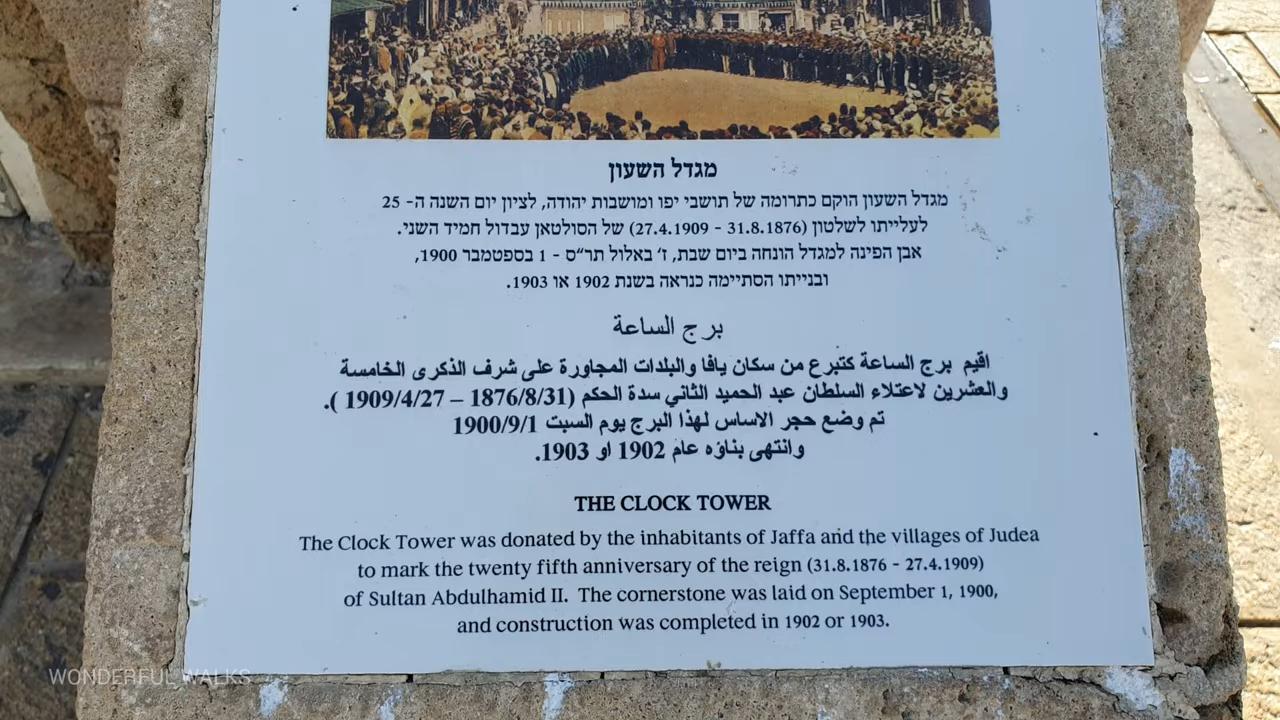 מגדל השעון
מגדל השעון הוקם כתרומה של תושבי יפו ומושבות יהודה, לציון יום השנה ה- 25
לעלייתו לשלטון (31.8.1876 - 27.4.1909) של הסולטאן עבדול חמיד השני.
אבן הפינה למגדל הונחה ביום שבת, ז׳ באלול תר״ס - 1 בספטמבר 1900,
ובנייתו הסתיימה כנראה בשנת 1902 או 1903.
برج الساعة
اقيم برج الساعة كتبرع من سكان يافا والبلدات المجاورة على شرف الذكرى الخامسة
والعشرين لاعتلاء السلطان عبد الحميد الثاني سدة الحكم (1876/8/31 – 1909/4/27 ).
تم وضع حجر الاساس لهذا البرج يوم السبت 1900/9/1
وانتهى بناؤه عام 1902 او 1903.
THE CLOCK TOWER
The Clock Tower was donated by the inhabitants of Jaffa and the villages of Judea
to mark the twenty fifth anniversary of the reign (31.8.1876 - 27.4.1909)
of Sultan Abdulhamid II. The cornerstone was laid on September 1, 1900,
and construction was completed in 1902 or 1903.
WONDERFUL WALKS